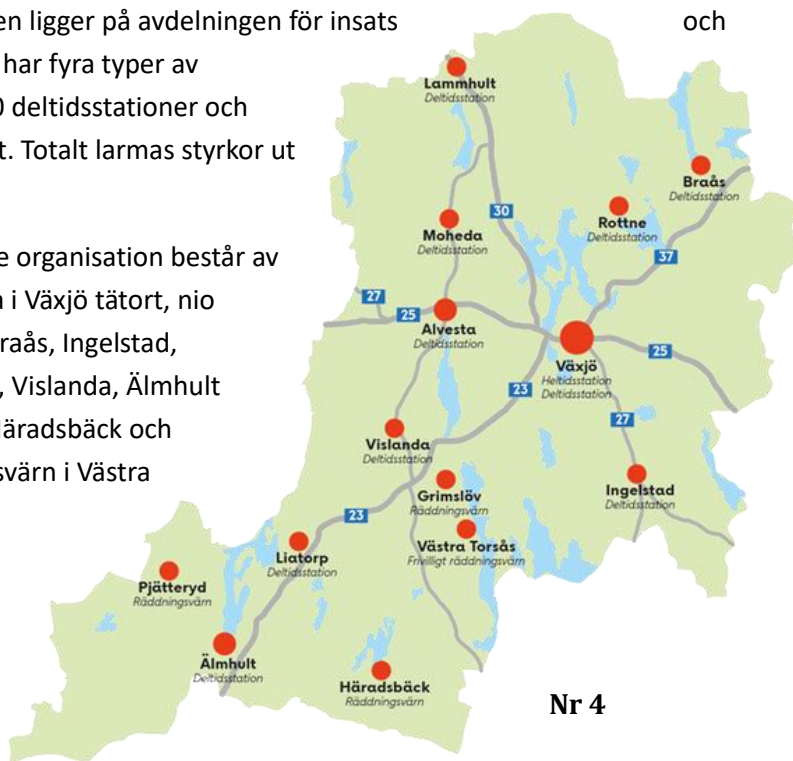 en ligger på avdelningen för insats och
har fyra typer av
0 deltidsstationer och
t. Totalt larmas styrkor ut
e organisation består av
i Växjö tätort, nio
raås, Ingelstad,
, Vislanda, Älmhult
Häradsbäck och
svärn i Västra
Lammhult
Deltidsstation
Braås
Deltidsstation
30
Rottne
Deltidsstation
Moheda
Deltidsstation
37
27
25
Alvesta
Deltidsstation
Växjö
Heltidsstation
Deltidsstation
25
23
27
Vislanda
Deltidsstation
Grimslöv
Räddningsvärn
Ingelstad
Deltidsstation
23
Västra Torsås
Frivilligt räddningsvärn
Liatorp
Deltidsstation
Pjätteryd
Räddningsvärn
Älmhult
Deltidsstation
Häradsbäck
Räddningsvärn
Nr 4